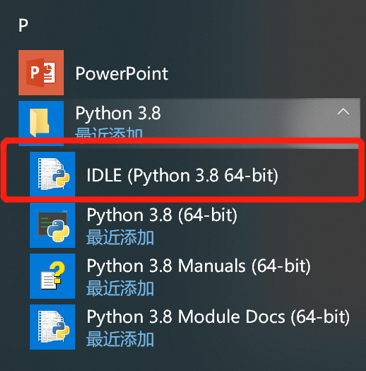 P
PowerPoint
Python 3.8
最近添加
IDLE (Python 3.8 64-bit)
Python 3.8 (64-bit)
最近添加
Python 3.8 Manuals (64-bit)
最近添加
Python 3.8 Module Docs (64-bit)
最近添加